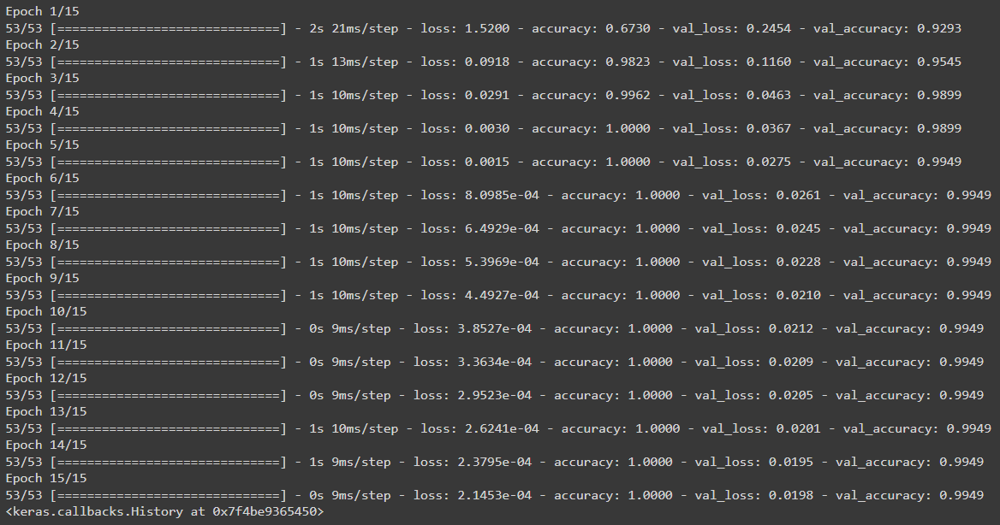 Epoch 1/15
53/53 [==============================] - 2s 21ms/step - loss: 1.5200 - accuracy: 0.6730 - val_loss: 0.2454 - val_accuracy: 0.9293
Epoch 2/15
53/53 [==============================] - 1s 13ms/step - loss: 0.0918 - accuracy: 0.9823 - val_loss: 0.1160 - val_accuracy: 0.9545
Epoch 3/15
53/53 [==============================] - 1s 10ms/step - loss: 0.0291 - accuracy: 0.9962 - val_loss: 0.0463 - val_accuracy: 0.9899
Epoch 4/15
53/53 [==============================] - 1s 10ms/step - loss: 0.0030 - accuracy: 1.0000 - val_loss: 0.0367 - val_accuracy: 0.9899
Epoch 5/15
53/53 [==============================] - 1s 10ms/step - loss: 0.0015 - accuracy: 1.0000 - val_loss: 0.0275 - val_accuracy: 0.9949
Epoch 6/15
53/53 [==============================] - 1s 10ms/step - loss: 8.0985e-04 - accuracy: 1.0000 - val_loss: 0.0261 - val_accuracy: 0.9949
Epoch 7/15
53/53 [==============================] - 1s 10ms/step - loss: 6.4929e-04 - accuracy: 1.0000 - val_loss: 0.0245 - val_accuracy: 0.9949
Epoch 8/15
53/53 [==============================] - 1s 10ms/step - loss: 5.3969e-04 - accuracy: 1.0000 - val_loss: 0.0228 - val_accuracy: 0.9949
Epoch 9/15
53/53 [==============================] - 1s 10ms/step - loss: 4.4927e-04 - accuracy: 1.0000 - val_loss: 0.0210 - val_accuracy: 0.9949
Epoch 10/15
53/53 [==============================] - 0s 9ms/step - loss: 3.8527e-04 - accuracy: 1.0000 - val_loss: 0.0212 - val_accuracy: 0.9949
Epoch 11/15
53/53 [==============================] - 0s 9ms/step - loss: 3.3634e-04 - accuracy: 1.0000 - val_loss: 0.0209 - val_accuracy: 0.9949
Epoch 12/15
53/53 [==============================] - 0s 9ms/step - loss: 2.9523e-04 - accuracy: 1.0000 - val_loss: 0.0205 - val_accuracy: 0.9949
Epoch 13/15
53/53 [==============================] - 1s 10ms/step - loss: 2.6241e-04 - accuracy: 1.0000 - val_loss: 0.0201 - val_accuracy: 0.9949
Epoch 14/15
53/53 [==============================] - 1s 9ms/step - loss: 2.3795e-04 - accuracy: 1.0000 - val_loss: 0.0195 - val_accuracy: 0.9949
Epoch 15/15
53/53 [==============================] - 0s 9ms/step - loss: 2.1453e-04 - accuracy: 1.0000 - val_loss: 0.0198 - val_accuracy: 0.9949
<keras.callbacks.History at 0x7f4be9365450>